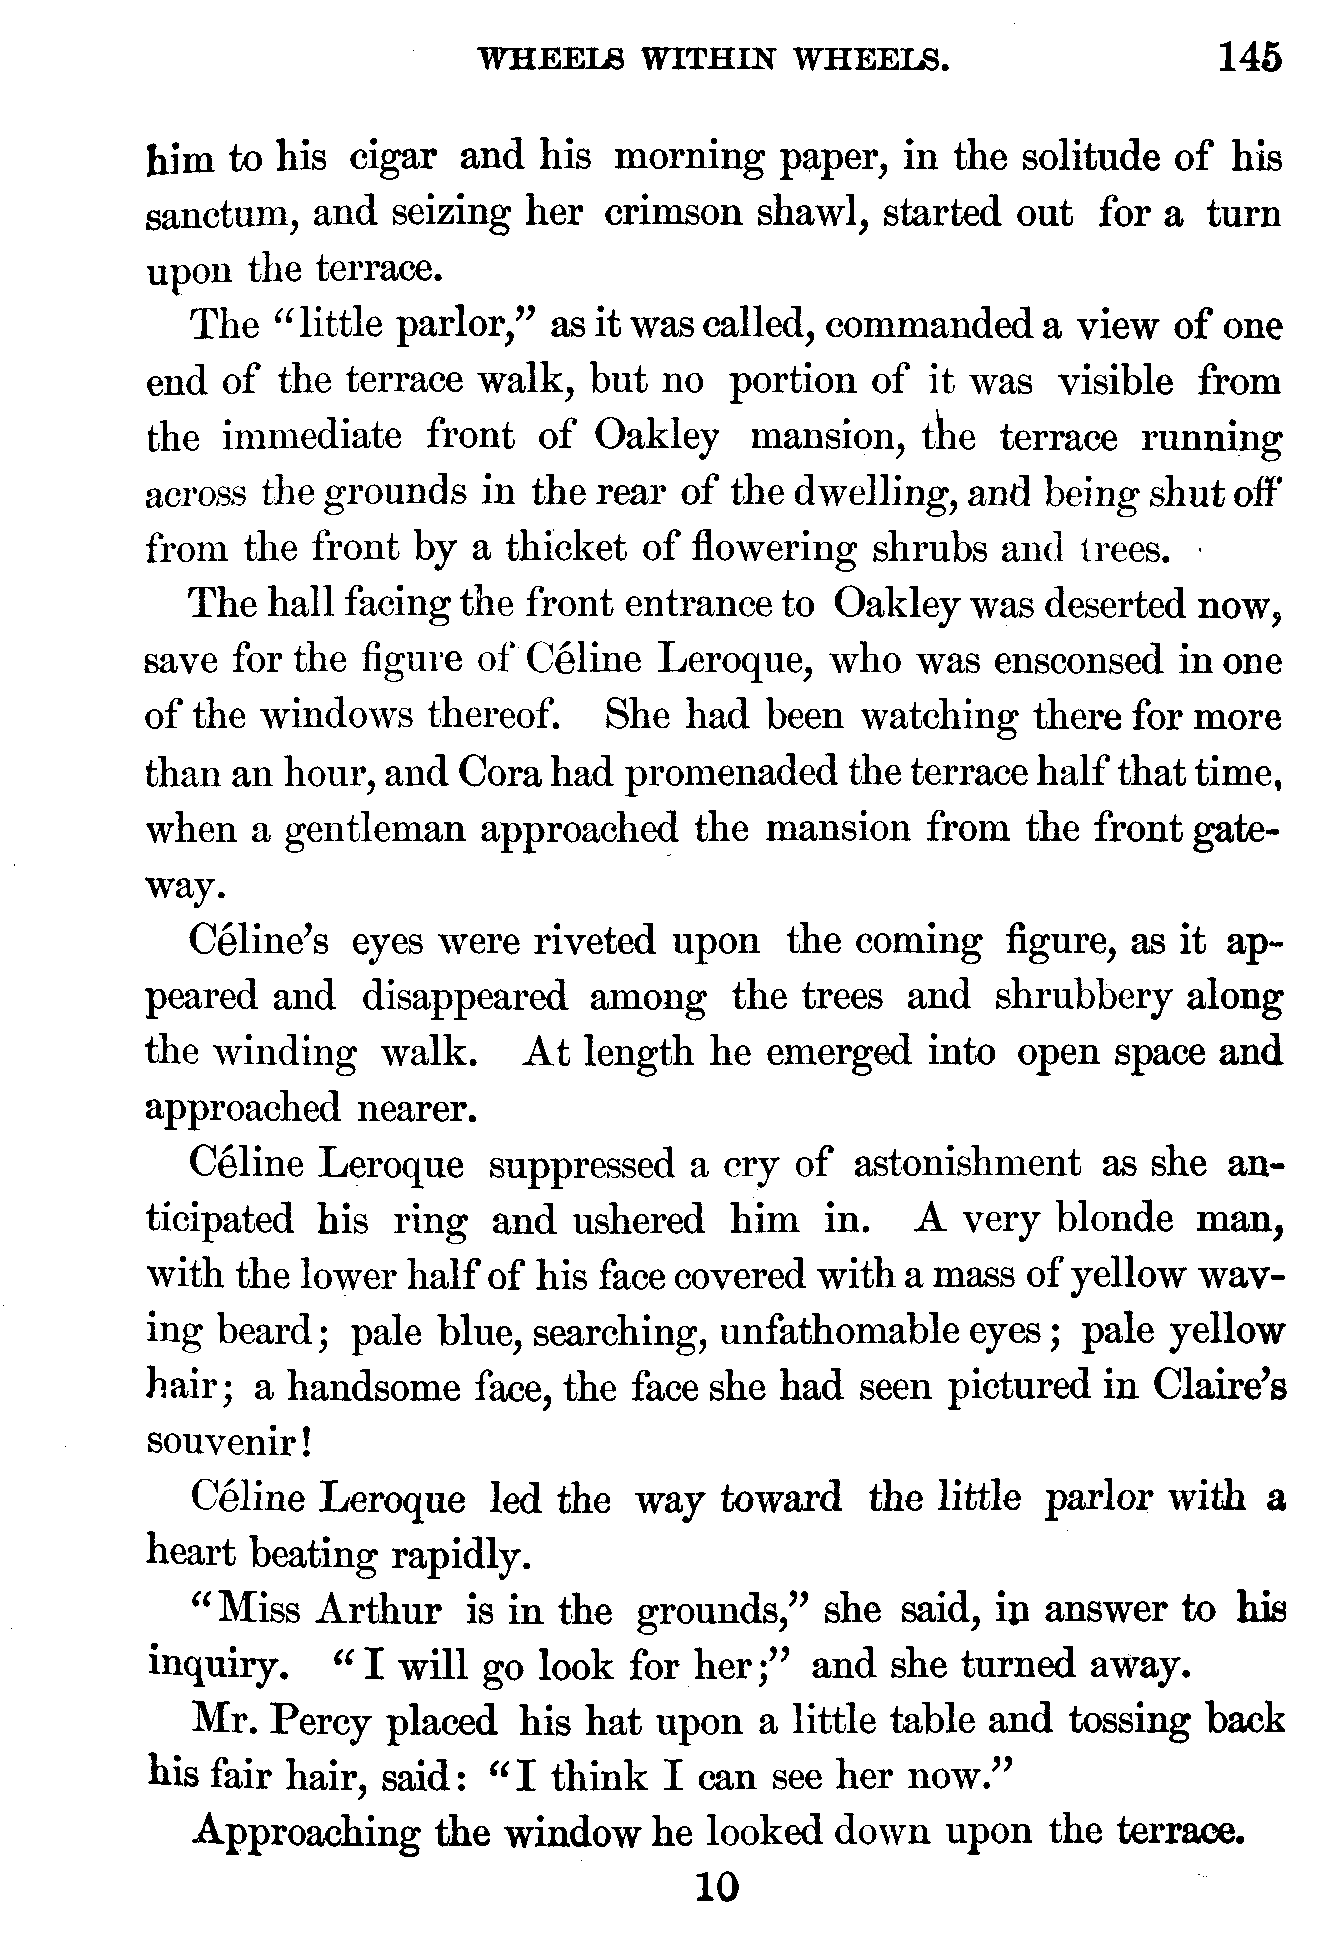 WHEELS WITHIN WHEELS. 145
him to his cigar and his morning paper, in the solitude of his
sanctum, and seizing her crimson shawl, started out for a turn
upon the terrace.
The “little parlor,” as it was called, commanded a view of one
end of the terrace walk, but no portion of it was visible from
the immediate front of Oakley mansion, the terrace running
across the grounds in the rear of the dwelling, and being shut off
from the front by a thicket of flowering shrubs and trees.
The hall facing the front entrance to Oakley was deserted now,
save for the figure of Céline Leroque, who was ensconsed in one
of the windows thereof. She had been watching there for more
than an hour, and Cora had promenaded the terrace half that time,
when a gentleman approached the mansion from the front gate-
way.
Céline’s eyes were riveted upon the coming figure, as it ap-
peared and disappeared among the trees and shrubbery along
the winding walk. At length he emerged into open space and
approached nearer.
Céline Leroque suppressed a cry of astonishment as she an-
ticipated his ring and ushered him in. A very blonde man,
with the lower half of his face covered with a mass of yellow wav-
ing beard; pale blue, searching, unfathomable eyes; pale yellow
hair; a handsome face, the face she had seen pictured in Claire’s
souvenir!
Céline Leroque led the way toward the little parlor with a
heart beating rapidly.
“Miss Arthur is in the grounds,” she said, in answer to his
inquiry. “I will go look for her;” and she turned away.
Mr. Percy placed his hat upon a little table and tossing back
his fair hair, said: “I think I can see her now.”
Approaching the window he looked down upon the terrace.
10